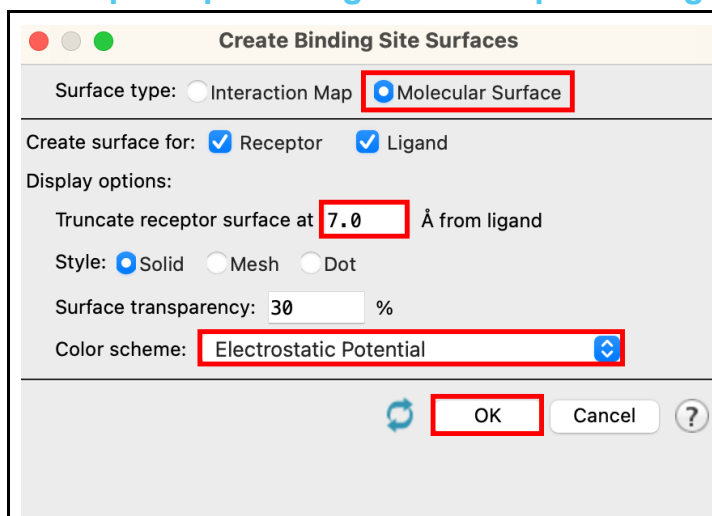 Create Binding Site Surfaces
Surface type: Interaction Map Molecular Surface
Create surface for: Receptor Ligand
Display options:
Truncate receptor surface at 7.0 Å from ligand
Style: Solid Mesh Dot
Surface transparency: 30 %
Color scheme: Electrostatic Potential
OK Cancel ?